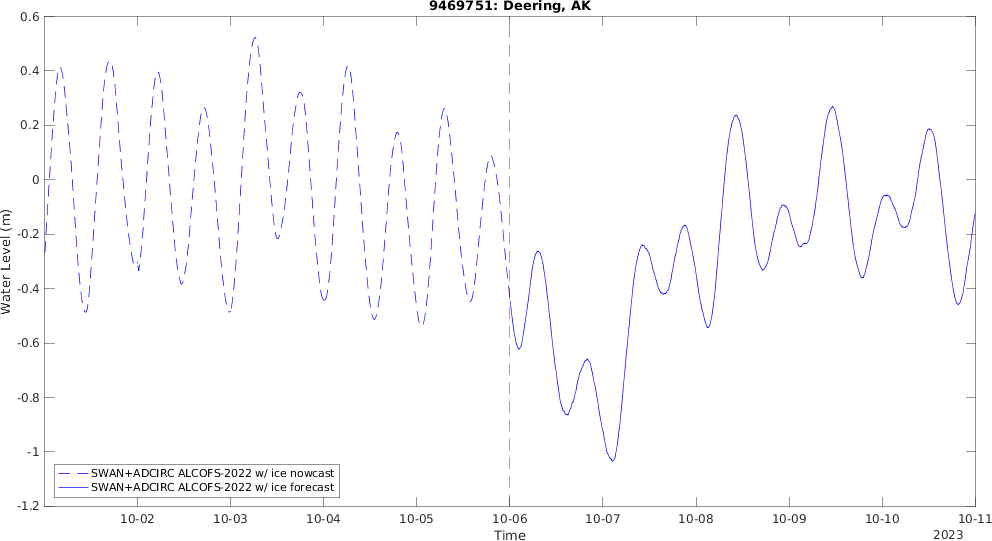 9469751: Deering, AK
0.6
0.4
0.2
0
-0.2
-0.4
-0.6
-0.8
-1
-1.2
Water Level (m)
SWAN+ADCIRC ALCOFS-2022 w/ ice nowcast
SWAN+ADCIRC ALCOFS-2022 w/ ice forecast
10-02 10-03 10-04 10-05 10-06 10-07 10-08 10-09 10-10 10-11
Time
2023